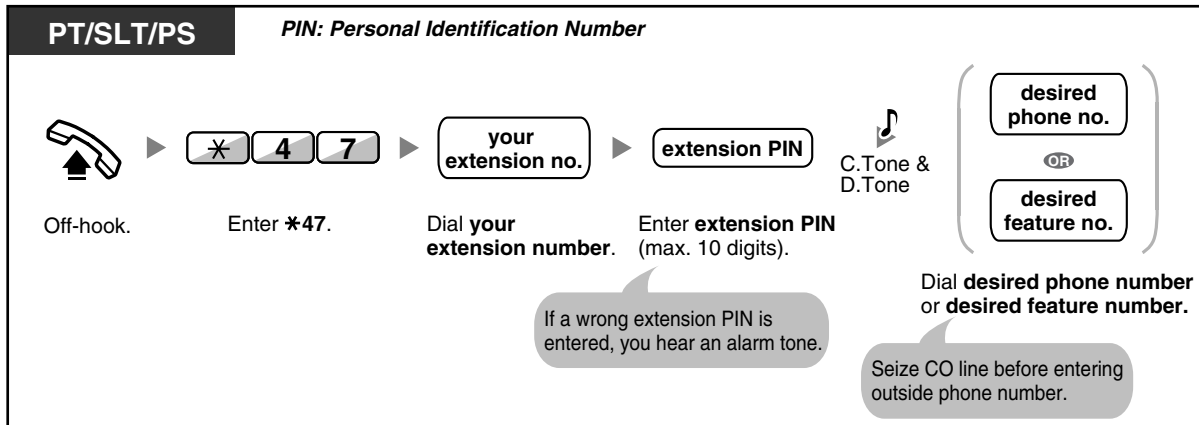 PT/SLT/PS
PIN: Personal Identification Number
✳ 4 7
your
extension no.
extension PIN
C.Tone &
D.Tone
desired
phone no.
OR
desired
feature no.
Off-hook.
Enter ✳47.
Dial your
extension number.
Enter extension PIN
(max. 10 digits).
Dial desired phone number
or desired feature number.
If a wrong extension PIN is
entered, you hear an alarm tone.
Seize CO line before entering
outside phone number.